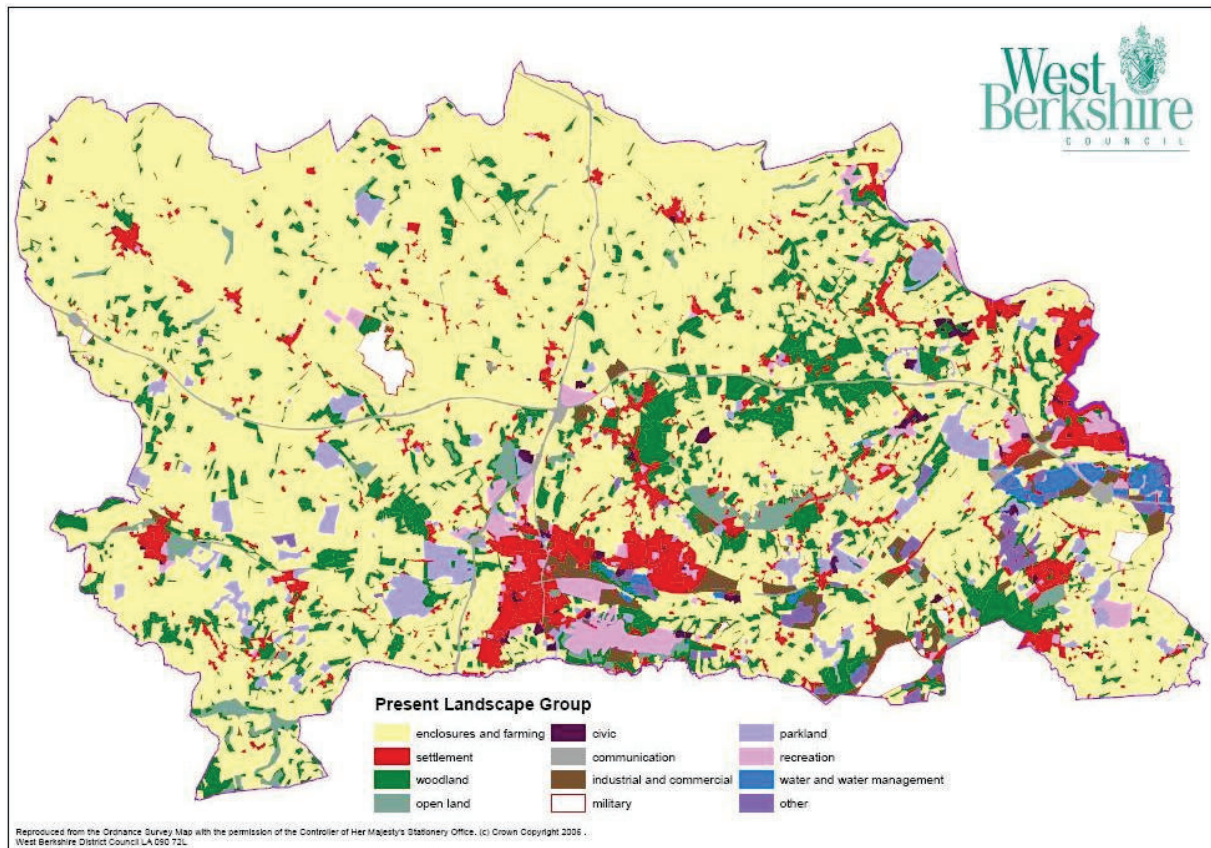 West
Berkshire
COUNCIL
Present Landscape Group
enclosures and farming
settlement
woodland
open land
civic
communication
industrial and commercial
military
parkland
recreation
water and water management
other
Reproduced from the Ordnance Survey Map with the permission of the Controller of Her Majesty's Stationery Office. (c) Crown Copyright 2006 .
West Berkshire District Council LA 090 72L